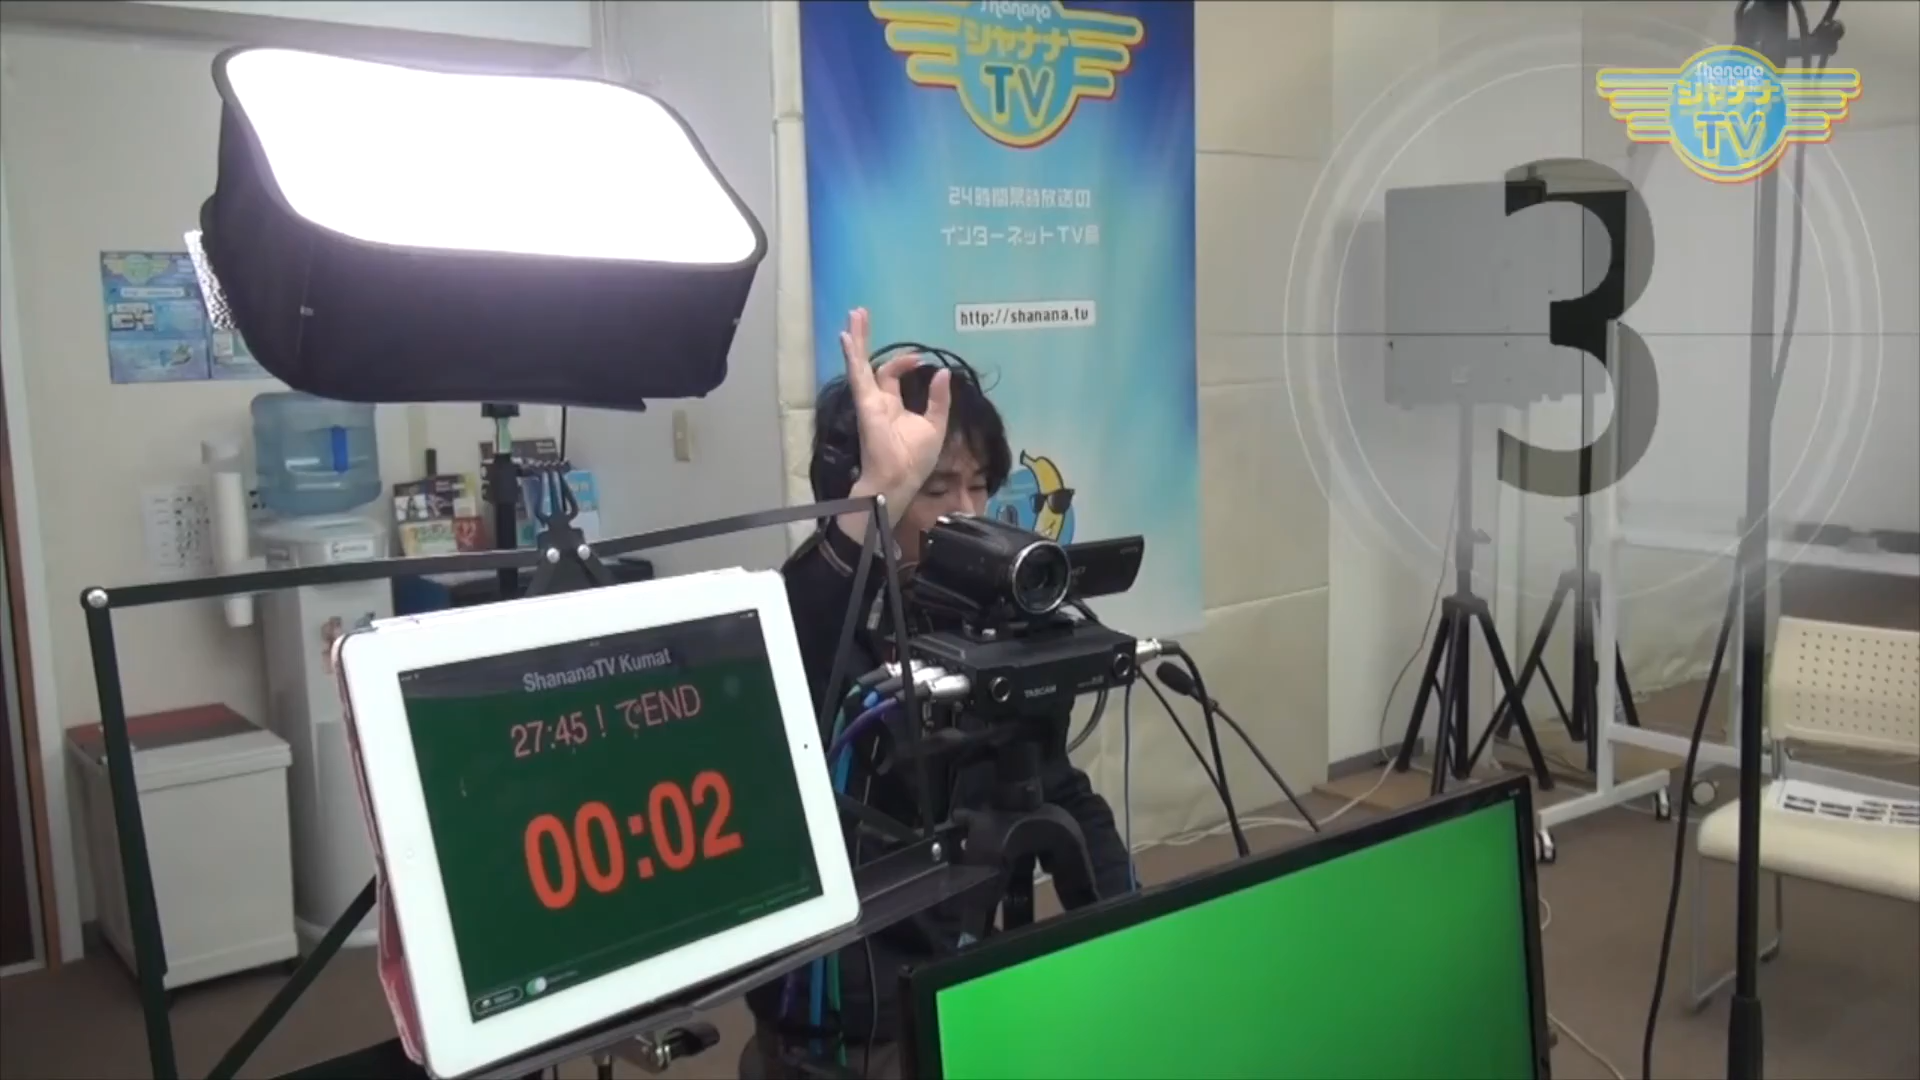 Shanana
シャナナ
TV
24時間常時放送の
インターネットTV局
http://shanana.tv
Shanana
シャナナ
TV
3
ShananaTV Kumat
27:45！でEND
00:02
TASCAM